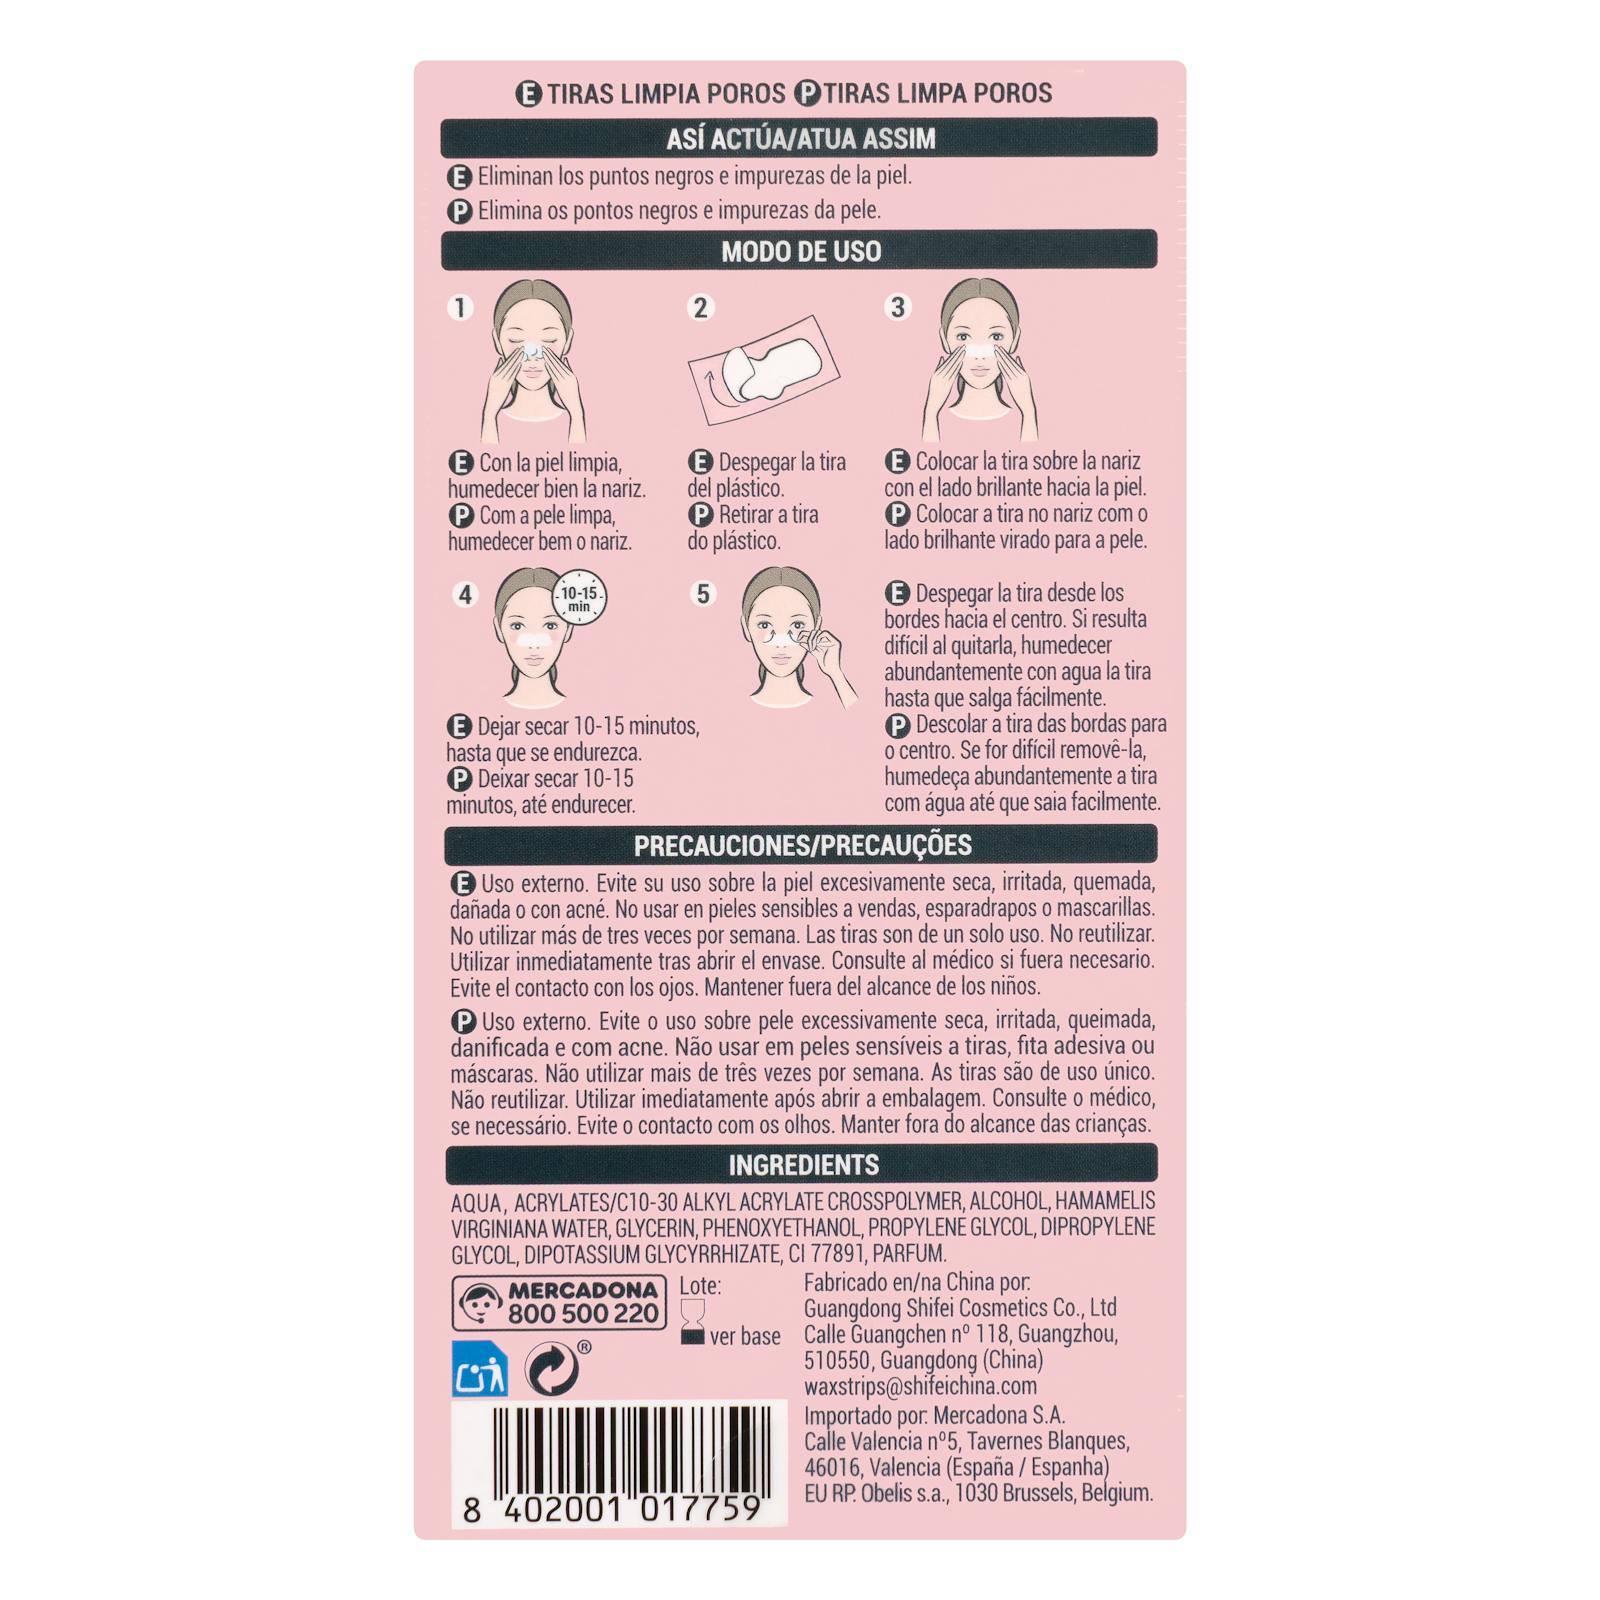 E TIRAS LIMPIA POROS P TIRAS LIMPA POROS
ASÍ ACTÚA/ATUA ASSIM
E Eliminan los puntos negros e impurezas de la piel.
P Elimina os pontos negros e impurezas da pele.
MODO DE USO
1
E Con la piel limpia,
humedecer bien la nariz.
P Com a pele limpa,
humedecer bem o nariz.
2
E Despegar la tira
del plástico.
P Retirar a tira
do plástico.
3
E Colocar la tira sobre la nariz
con el lado brillante hacia la piel.
P Colocar a tira no nariz com o
lado brilhante virado para a pele.
4
10-15
min
E Dejar secar 10-15 minutos,
hasta que se endurezca.
P Deixar secar 10-15
minutos, até endurecer.
5
E Despegar la tira desde los
bordes hacia el centro. Si resulta
difícil al quitarla, humedecer
abundantemente con agua la tira
hasta que salga fácilmente.
P Descolar a tira das bordas para
o centro. Se for difícil removê-la,
humedeça abundantemente a tira
com água até que saia facilmente.
PRECAUCIONES/PRECAUÇÕES
E Uso externo. Evite su uso sobre la piel excesivamente seca, irritada, quemada,
dañada o con acné. No usar en pieles sensibles a vendas, esparadrapos o mascarillas.
No utilizar más de tres veces por semana. Las tiras son de un solo uso. No reutilizar.
Utilizar inmediatamente tras abrir el envase. Consulte al médico si fuera necesario.
Evite el contacto con los ojos. Mantener fuera del alcance de los niños.
P Uso externo. Evite o uso sobre pele excessivamente seca, irritada, queimada,
danificada e com acne. Não usar em peles sensíveis a tiras, fita adesiva ou
máscaras. Não utilizar mais de três vezes por semana. As tiras são de uso único.
Não reutilizar. Utilizar imediatamente após abrir a embalagem. Consulte o médico,
se necessário. Evite o contacto com os olhos. Manter fora do alcance das crianças.
INGREDIENTS
AQUA, ACRYLATES/C10-30 ALKYL ACRYLATE CROSSPOLYMER, ALCOHOL, HAMAMELIS
VIRGINIANA WATER, GLYCERIN, PHENOXYETHANOL, PROPYLENE GLYCOL, DIPROPYLENE
GLYCOL, DIPOTASSIUM GLYCYRRHIZATE, CI 77891, PARFUM.
MERCADONA
800 500 220
Lote:
ver base
®
8 402001 017759
Fabricado en/na China por:
Guangdong Shifei Cosmetics Co., Ltd
Calle Guangchen nº 118, Guangzhou,
510550, Guangdong (China)
waxstrips@shifeichina.com
Importado por: Mercadona S.A.
Calle Valencia nº5, Tavernes Blanques,
46016, Valencia (España / Espanha)
EU RP. Obelis s.a., 1030 Brussels, Belgium.